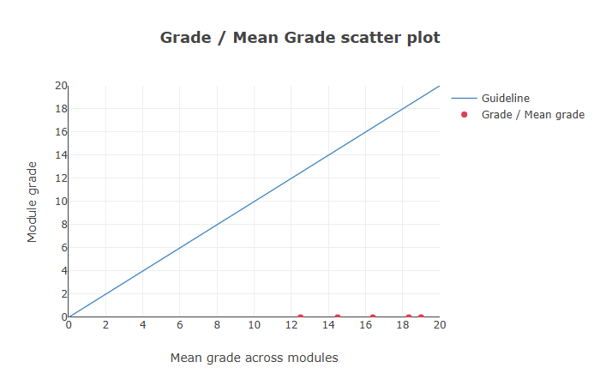 Grade / Mean Grade scatter plot
20
18
16
14
12
10
8
6
4
2
0
Module grade
0 2 4 6 8 10 12 14 16 18 20
Mean grade across modules
Guideline
Grade / Mean grade